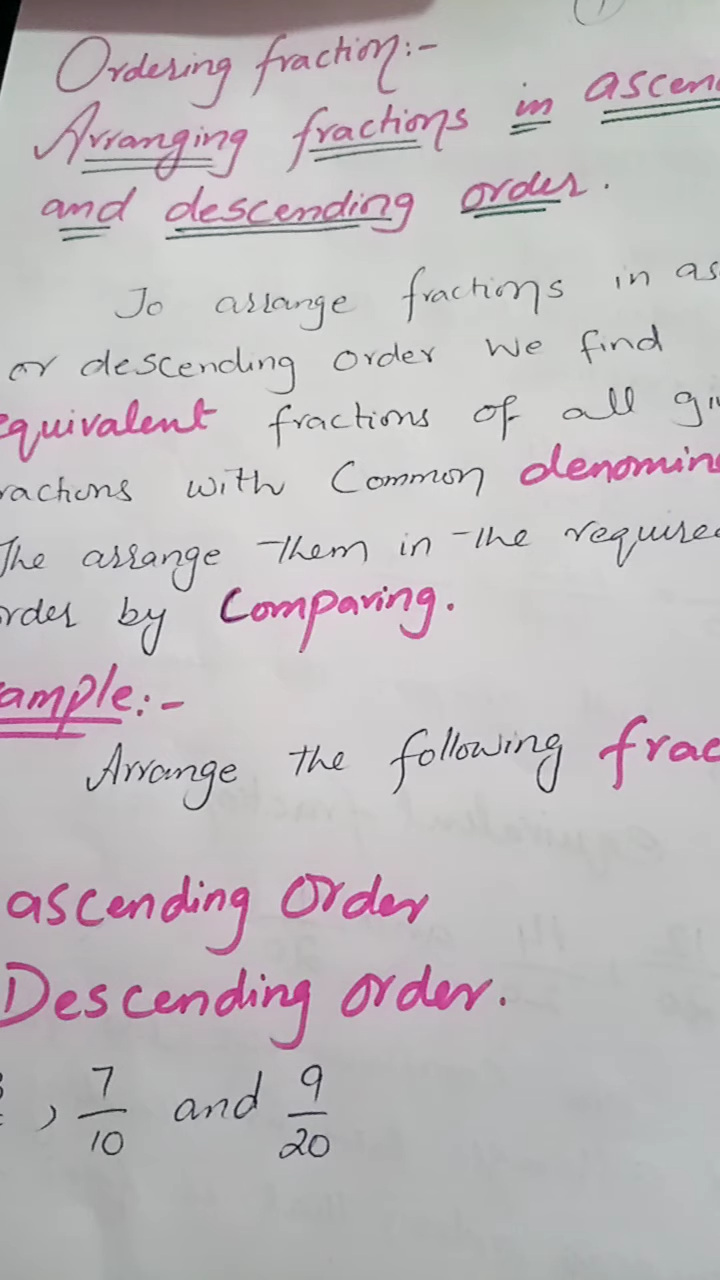 Ordering fraction:-
Arranging fractions in ascen
and descending order.
To arrange fractions in as
or descending order we find
equivalent fractions of all gi
ractions with Common denomin
The arrange them in the require
order by Comparing.
ample:-
Arrange the following frac
ascending order
Descending order.
, 7/10 and 9/20